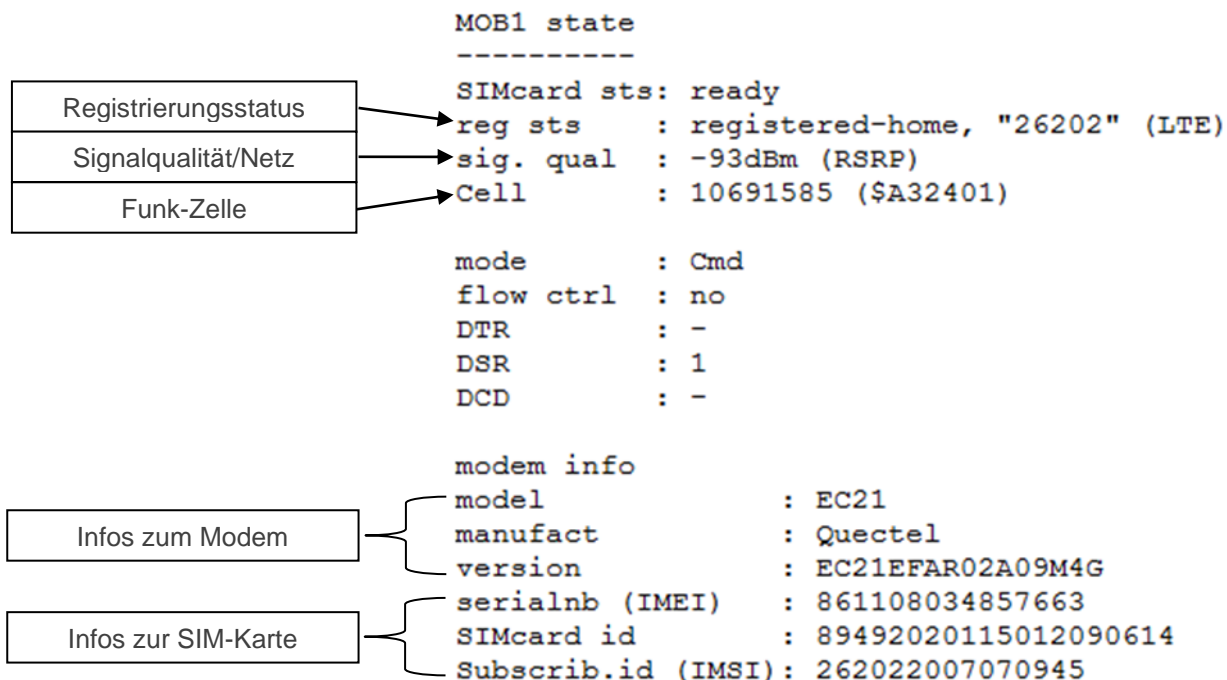 MOB1 state
----------
SIMcard sts: ready
Registrierungsstatus
reg sts : registered-home, "26202" (LTE)
Signalqualität/Netz
sig. qual : -93dBm (RSRP)
Funk-Zelle
Cell : 10691585 ($A32401)
mode : Cmd
flow ctrl : no
DTR : -
DSR : 1
DCD : -
modem info
Infos zum Modem
model : EC21
manufact : Quectel
version : EC21EFAR02A09M4G
Infos zur SIM-Karte
serialnb (IMEI) : 861108034857663
SIMcard id : 89492020115012090614
Subscrib.id (IMSI): 262022007070945